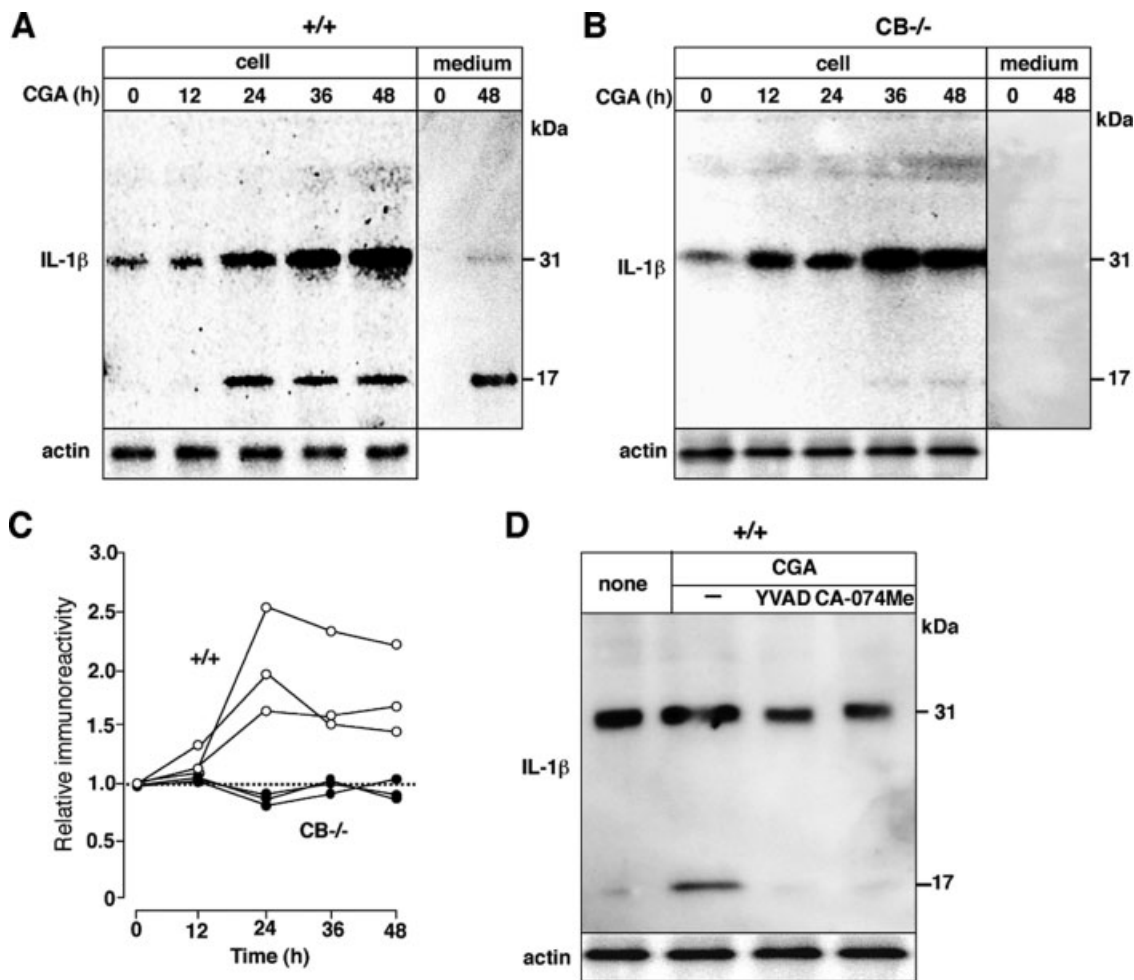 A
+/+
cell medium
CGA (h) 0 12 24 36 48 0 48
kDa
IL-1β
31
17
actin
B
CB-/-
cell medium
CGA (h) 0 12 24 36 48 0 48
kDa
IL-1β
31
17
actin
C
Relative immunoreactivity
3.0
2.5
2.0
1.5
1.0
0.5
0
+/+
CB-/-
0 12 24 36 48
Time (h)
D
+/+
none CGA
– YVAD CA-074Me
kDa
31
IL-1β
17
actin